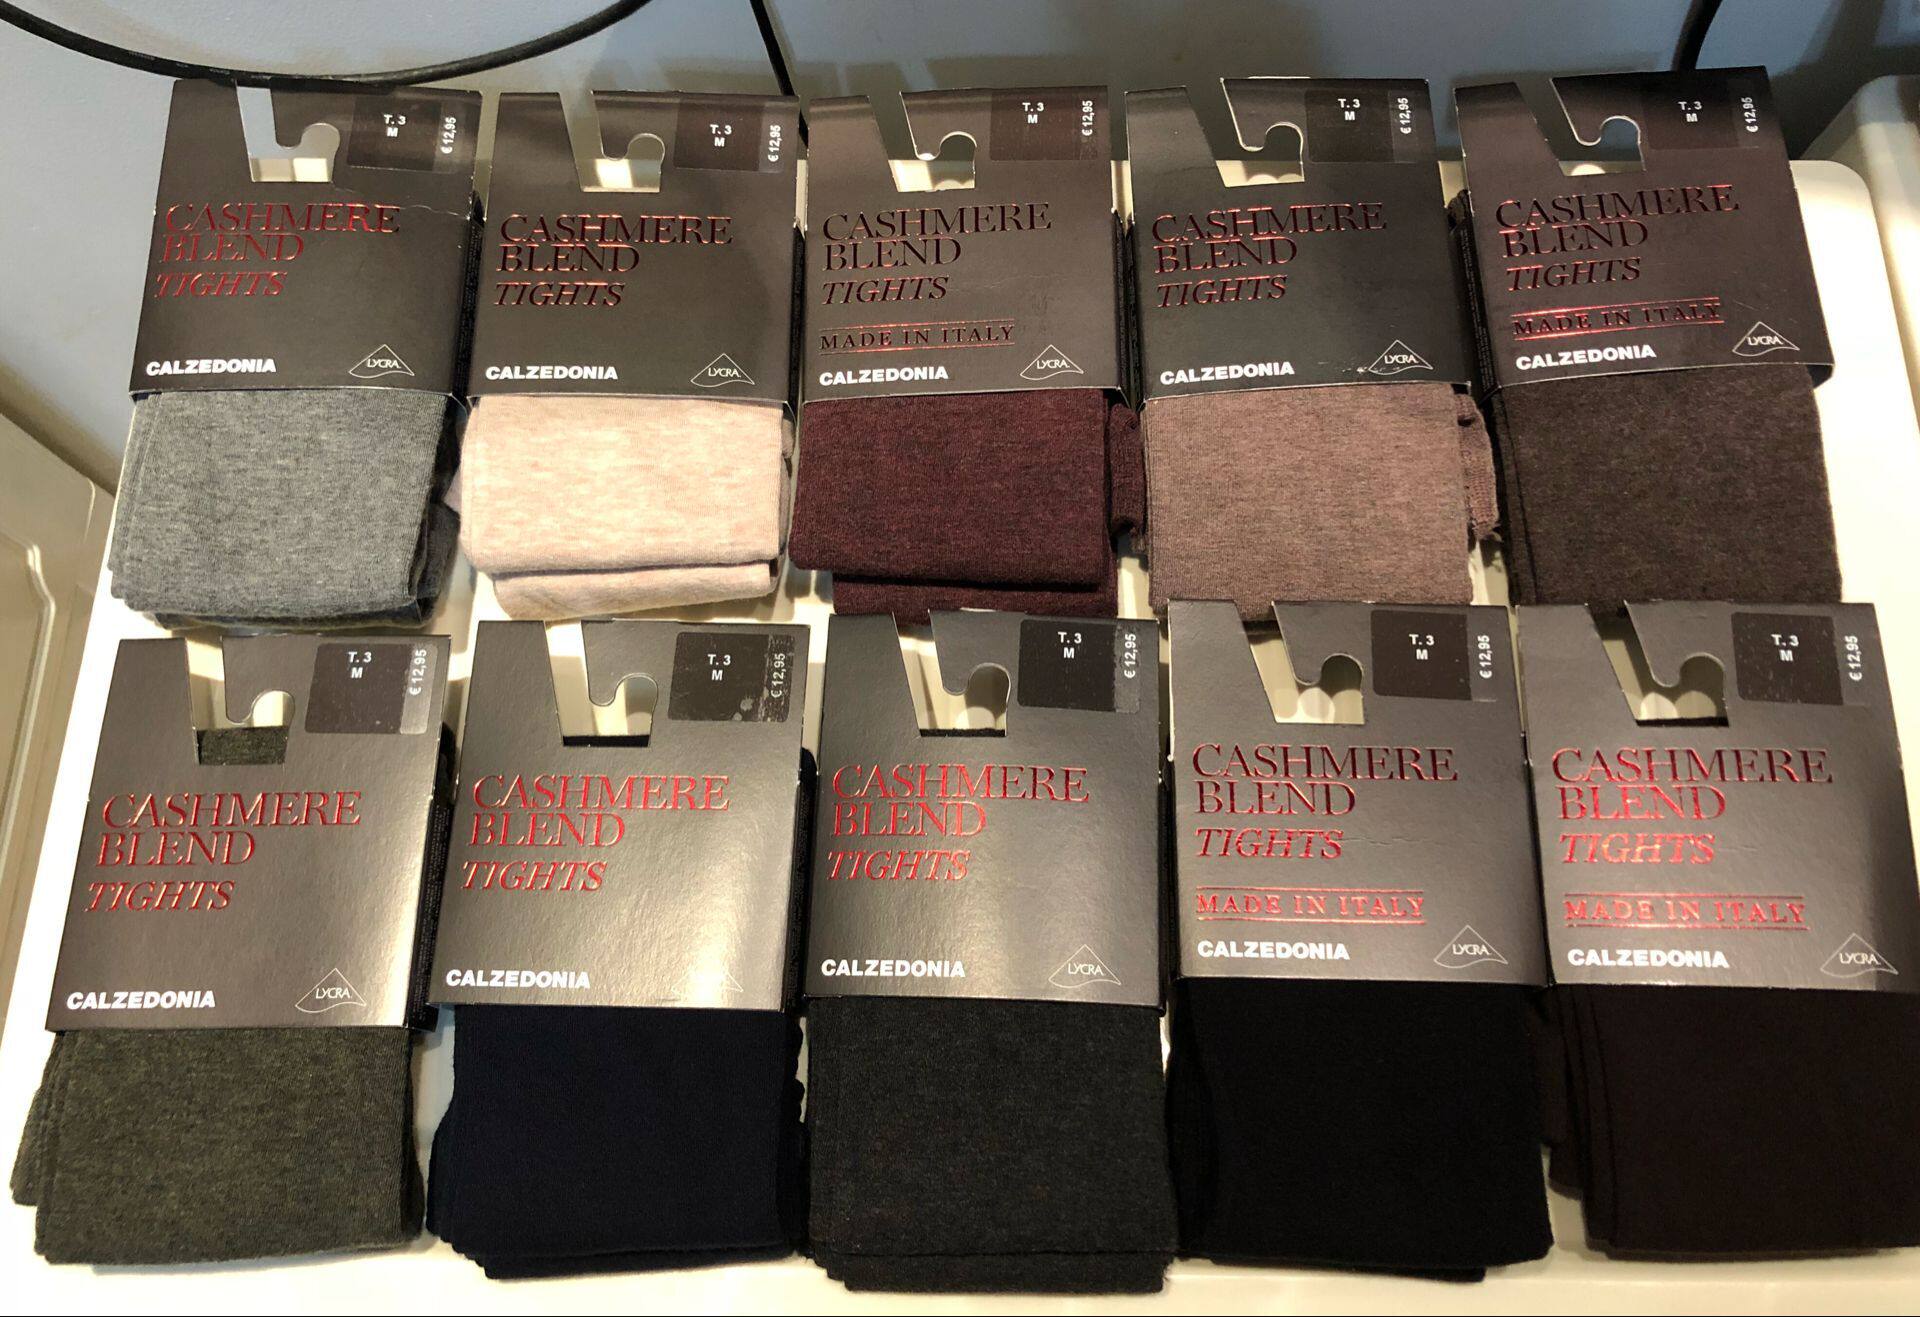 T. 3
M
€ 12,95
CASHMERE
BLEND
TIGHTS
CALZEDONIA
LYCRA
T. 3
M
€ 12,95
CASHMERE
BLEND
TIGHTS
CALZEDONIA
LYCRA
T. 3
M
€ 12,95
CASHMERE
BLEND
TIGHTS
MADE IN ITALY
CALZEDONIA
LYCRA
T. 3
M
€ 12,95
CASHMERE
BLEND
TIGHTS
CALZEDONIA
LYCRA
T. 3
M
€ 12,95
CASHMERE
BLEND
TIGHTS
MADE IN ITALY
CALZEDONIA
LYCRA
T. 3
M
€ 12,95
CASHMERE
BLEND
TIGHTS
CALZEDONIA
LYCRA
T. 3
M
€ 12,95
CASHMERE
BLEND
TIGHTS
CALZEDONIA
T. 3
M
€ 12,95
CASHMERE
BLEND
TIGHTS
CALZEDONIA
LYCRA
T. 3
M
€ 12,95
CASHMERE
BLEND
TIGHTS
MADE IN ITALY
CALZEDONIA
LYCRA
T. 3
M
€ 12,95
CASHMERE
BLEND
TIGHTS
MADE IN ITALY
CALZEDONIA
LYCRA